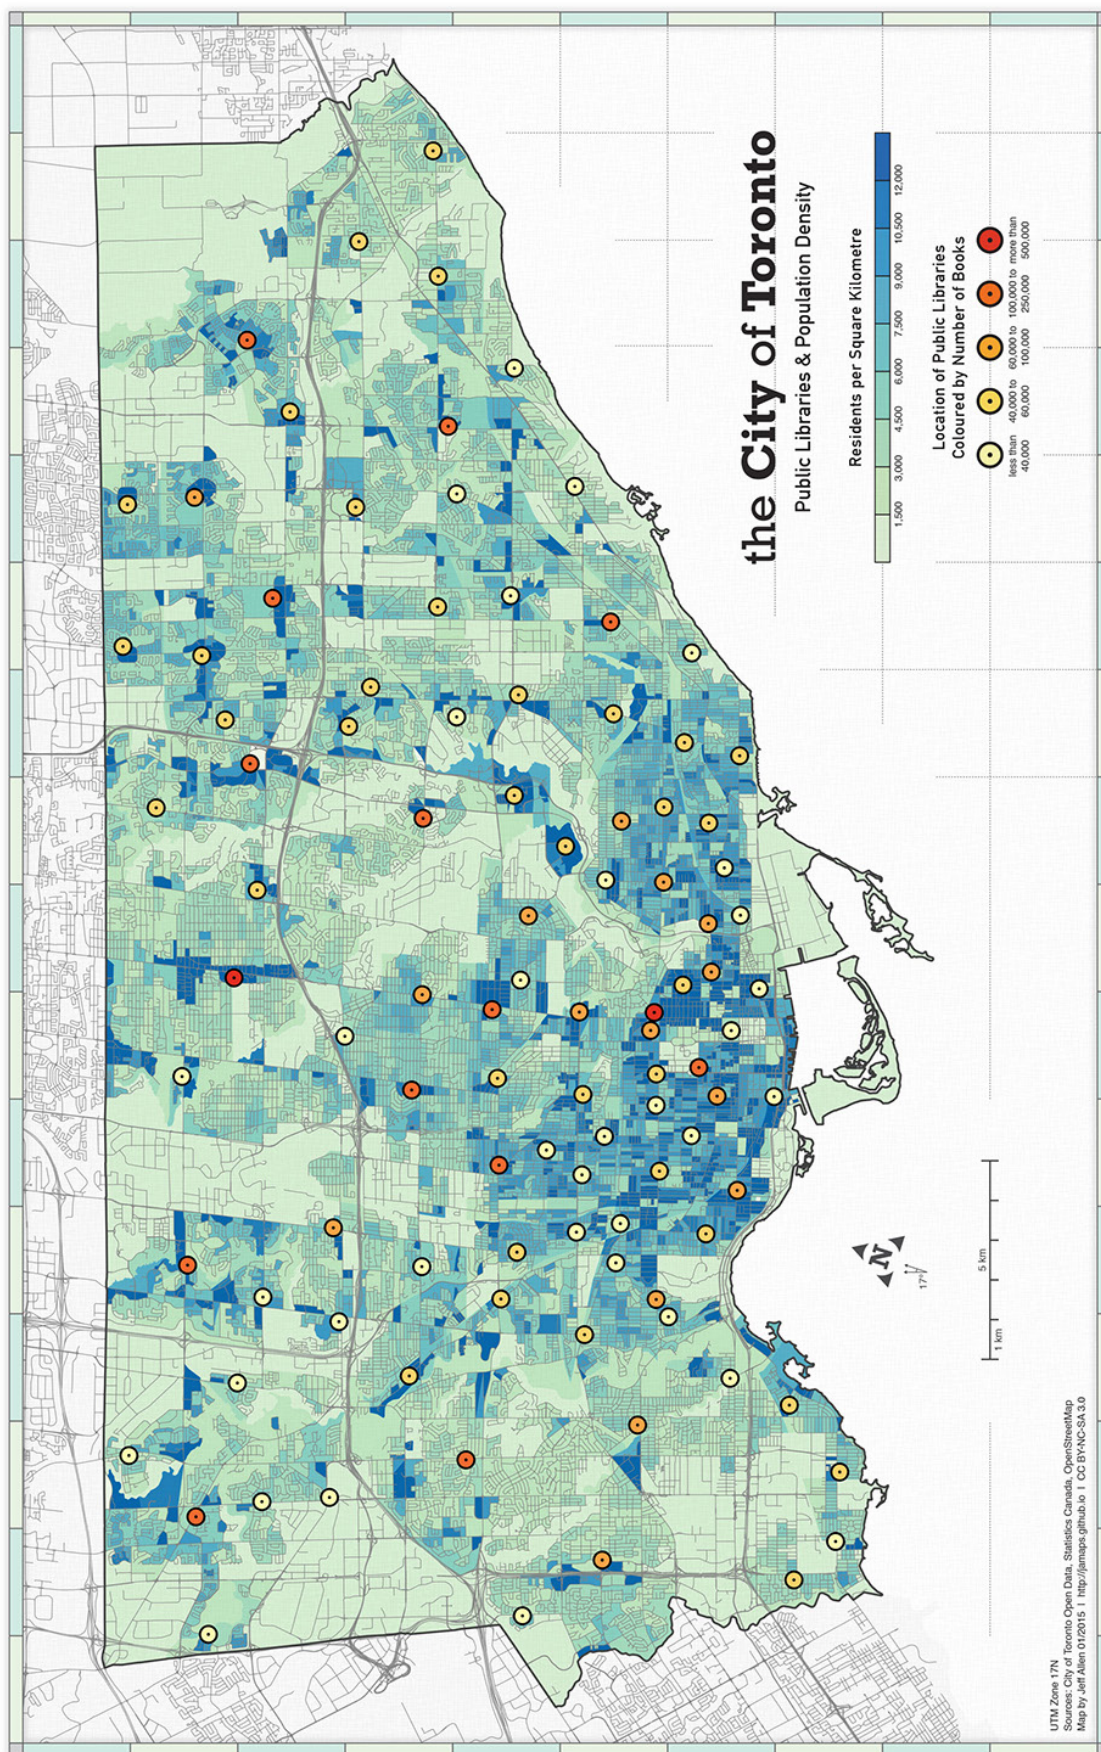 the City of Toronto
Public Libraries & Population Density
Residents per Square Kilometre
1,500
3,000
4,500
6,000
7,500
9,000
10,500
12,000
Location of Public Libraries
Coloured by Number of Books
less than
40,000
40,000 to
60,000
60,000 to
100,000
100,000 to
250,000
more than
500,000
N
17°
1 km
5 km
UTM Zone 17N
Sources: City of Toronto Open Data, Statistics Canada, OpenStreetMap
Map by Jeff Allen 01/2015 I http://jamaps.github.io I CC BY-NC-SA 3.0